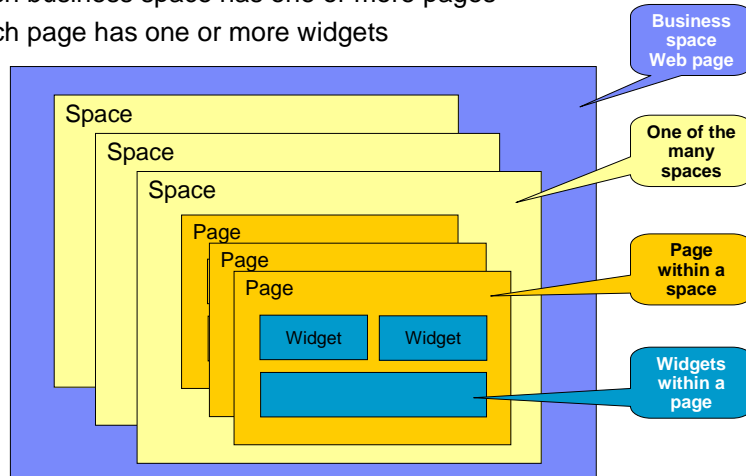 business space has one or more pages
page has one or more widgets
Business
space
Web page
Space
Space
Space
One of the
many
spaces
Page
Page
Page
Page
within a
space
Widget
Widget
Widgets
within a
page